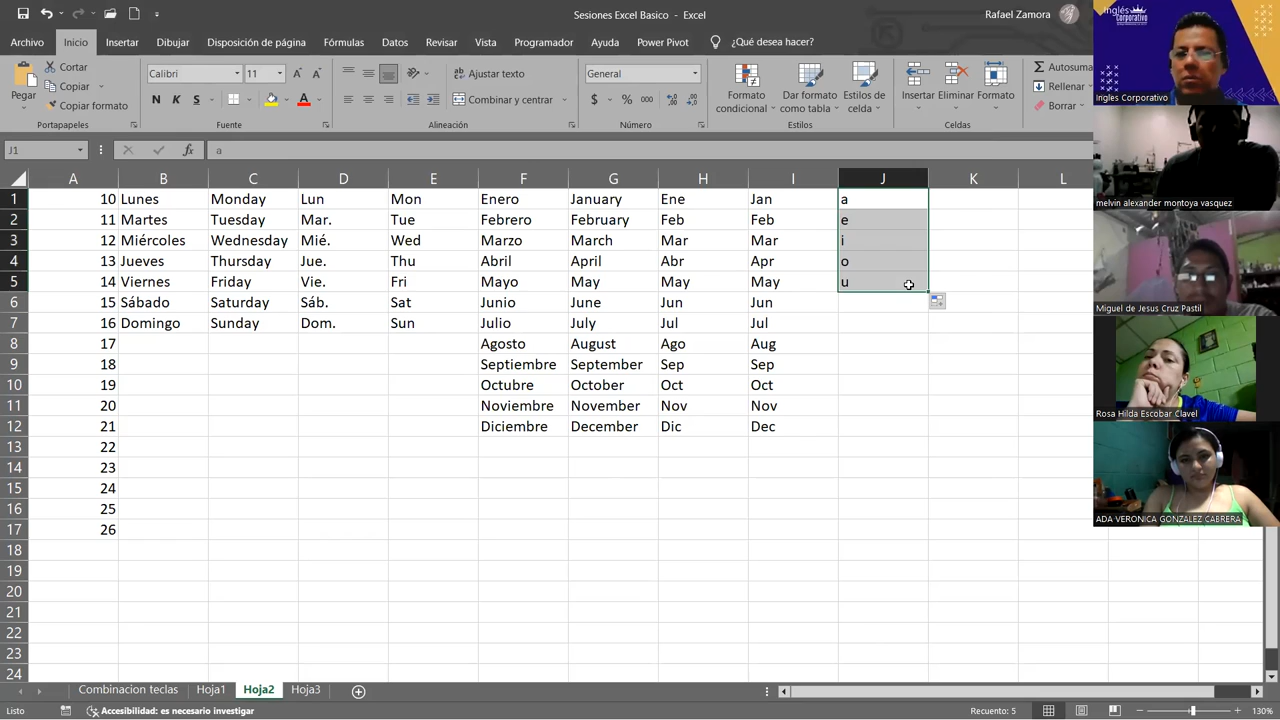 Sesiones Excel Basico - Excel
Rafael Zamora
Archivo Inicio Insertar Dibujar Disposición de página Fórmulas Datos Revisar Vista Programador Ayuda Power Pivot ¿Qué desea hacer?
Pegar
Cortar
Copiar
Copiar formato
Calibri 11
N K S
Ajustar texto
Combinar y centrar
General
$ % 000
Formato condicional
Dar formato como tabla
Estilos de celda
Insertar Eliminar Formato
Autosuma
Rellenar
Borrar
Portapapeles Fuente Alineación Número Estilos Celdas
J1 fx a
A B C D E F G H I J K L
1 10 Lunes Monday Lun Mon Enero January Ene Jan a
2 11 Martes Tuesday Mar. Tue Febrero February Feb Feb e
3 12 Miércoles Wednesday Mié. Wed Marzo March Mar Mar i
4 13 Jueves Thursday Jue. Thu Abril April Abr Apr o
5 14 Viernes Friday Vie. Fri Mayo May May May u
6 15 Sábado Saturday Sáb. Sat Junio June Jun Jun
7 16 Domingo Sunday Dom. Sun Julio July Jul Jul
8 17 Agosto August Ago Aug
9 18 Septiembre September Sep Sep
10 19 Octubre October Oct Oct
11 20 Noviembre November Nov Nov
12 21 Diciembre December Dic Dec
13 22
14 23
15 24
16 25
17 26
18
19
20
21
22
23
24
Combinacion teclas Hoja1 Hoja2 Hoja3
Listo Accesibilidad: es necesario investigar Recuento: 5 130%
Inglés
Corporativo
Ingles Corporativo
melvin alexander montoya vasquez
Miguel de Jesus Cruz Pastil
Rosa Hilda Escobar Clavel
ADA VERONICA GONZALEZ CABRERA